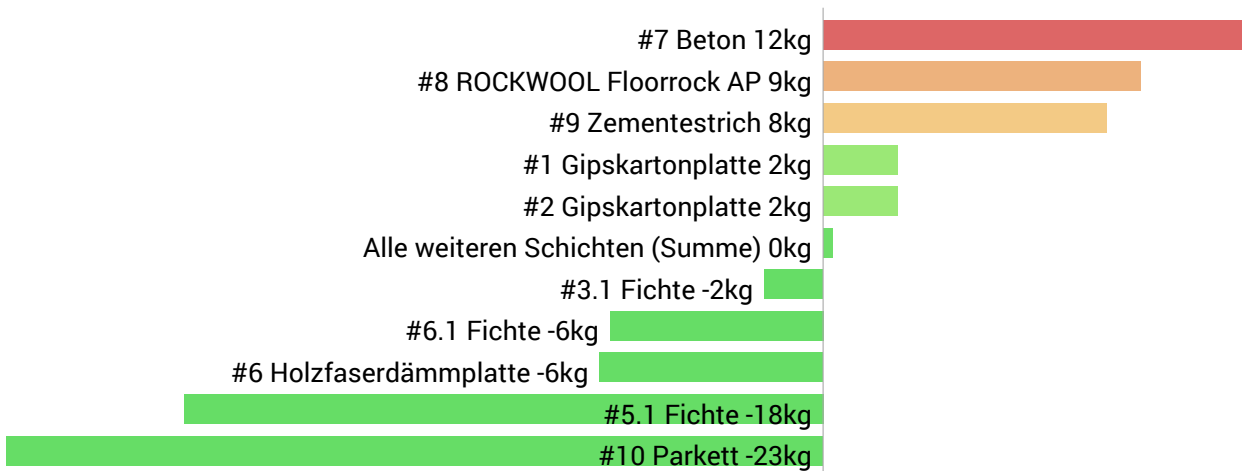 #7 Beton 12kg
#8 ROCKWOOL Floorrock AP 9kg
#9 Zementestrich 8kg
#1 Gipskartonplatte 2kg
#2 Gipskartonplatte 2kg
Alle weiteren Schichten (Summe) 0kg
#3.1 Fichte -2kg
#6.1 Fichte -6kg
#6 Holzfaserdämmplatte -6kg
#5.1 Fichte -18kg
#10 Parkett -23kg